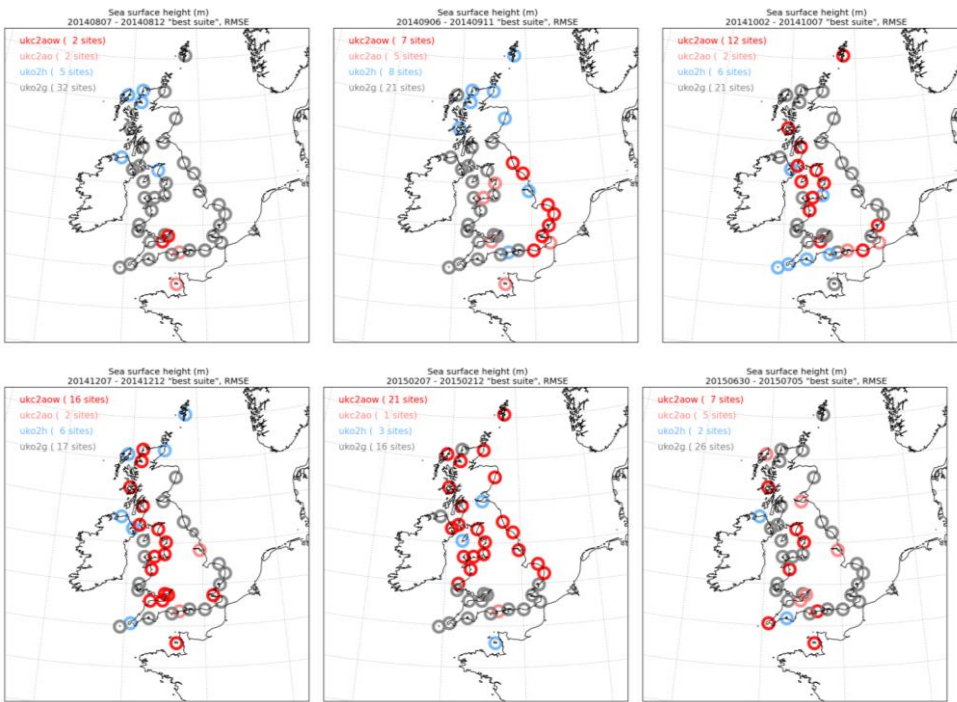 Sea surface height (m)
20140807 - 20140812 "best suite", RMSE
ukc2aow ( 2 sites)
ukc2ao ( 2 sites)
uko2h ( 5 sites)
uko2g ( 32 sites)
Sea surface height (m)
20140906 - 20140911 "best suite", RMSE
ukc2aow ( 7 sites)
ukc2ao ( 5 sites)
uko2h ( 8 sites)
uko2g ( 21 sites)
Sea surface height (m)
20141002 - 20141007 "best suite", RMSE
ukc2aow ( 12 sites)
ukc2ao ( 2 sites)
uko2h ( 6 sites)
uko2g ( 21 sites)
Sea surface height (m)
20141207 - 20141212 "best suite", RMSE
ukc2aow ( 16 sites)
ukc2ao ( 2 sites)
uko2h ( 6 sites)
uko2g ( 17 sites)
Sea surface height (m)
20150207 - 20150212 "best suite", RMSE
ukc2aow ( 21 sites)
ukc2ao ( 1 sites)
uko2h ( 3 sites)
uko2g ( 16 sites)
Sea surface height (m)
20150630 - 20150705 "best suite", RMSE
ukc2aow ( 7 sites)
ukc2ao ( 5 sites)
uko2h ( 2 sites)
uko2g ( 26 sites)